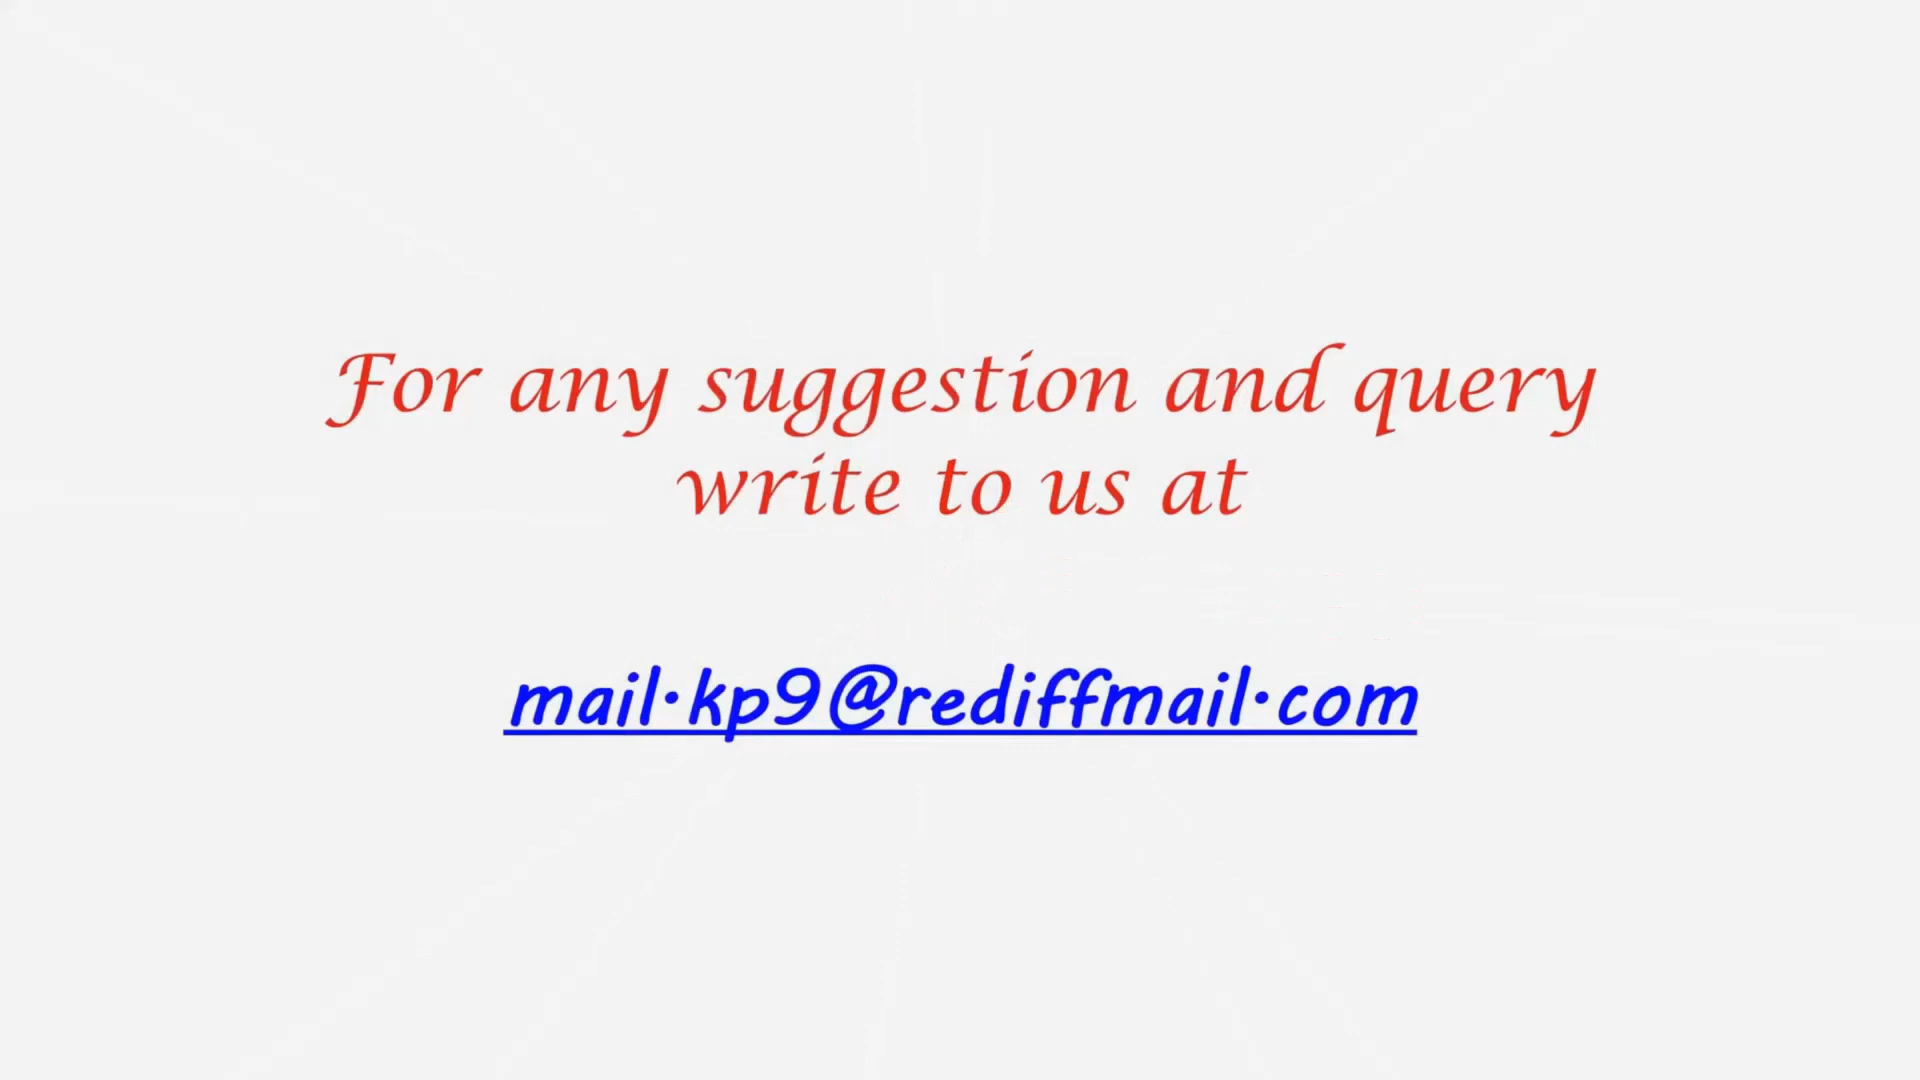 For any suggestion and query
write to us at
mail.kp9@rediffmail.com